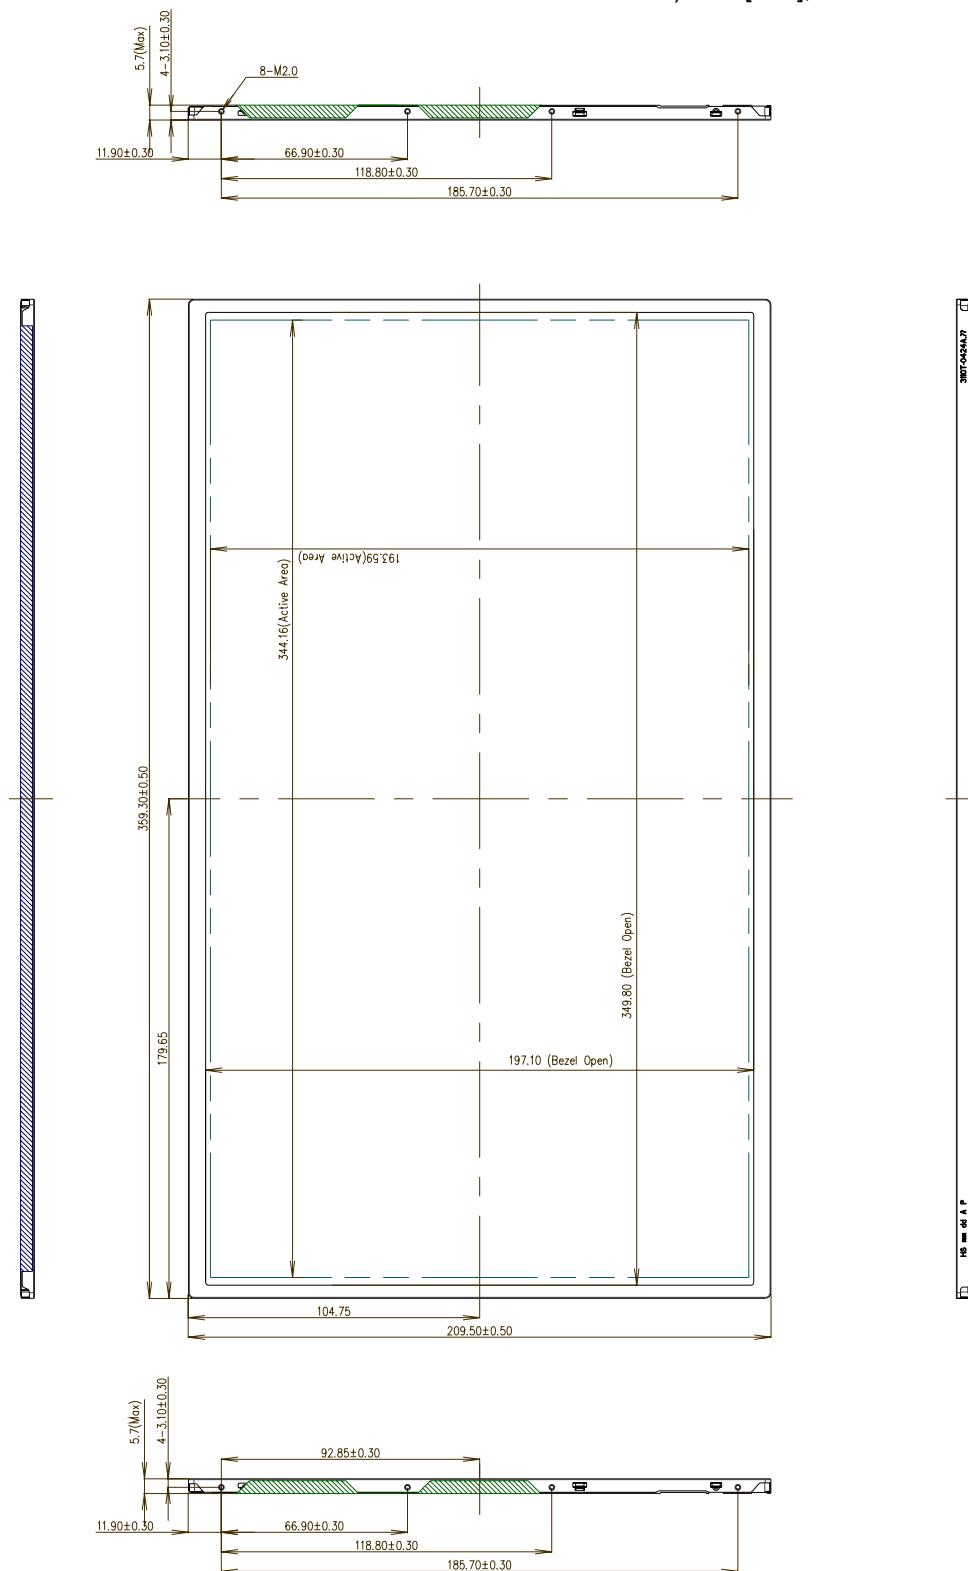 5.7(Max)
4-3.10±0.30
8-M2.0
11.90±0.30
66.90±0.30
118.80±0.30
185.70±0.30
193.59(Active Area)
344.16(Active Area)
359.30±0.50
179.65
349.80 (Bezel Open)
197.10 (Bezel Open)
104.75
209.50±0.50
HS mm dd A P
5.7(Max)
4-3.10±0.30
92.85±0.30
11.90±0.30
66.90±0.30
118.80±0.30
185.70±0.30